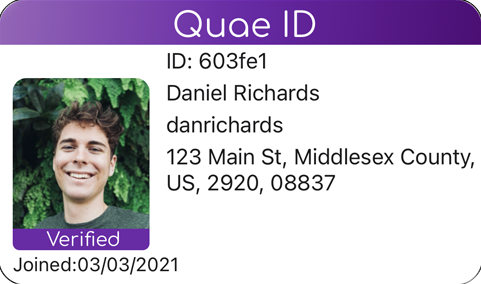 Quae ID
ID: 603fe1
Daniel Richards
danrichards
123 Main St, Middlesex County,
US, 2920, 08837
Verified
Joined:03/03/2021